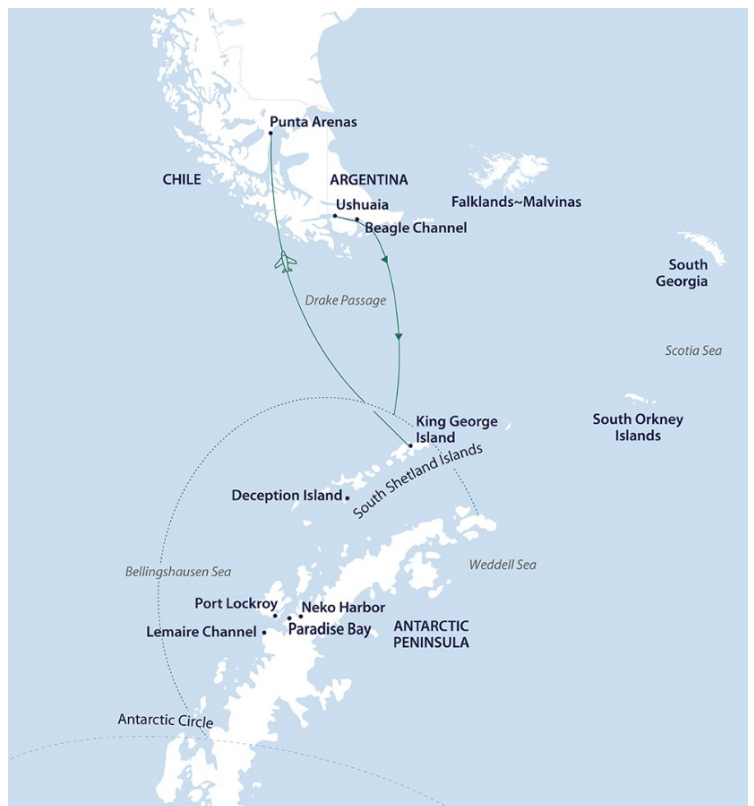 Punta Arenas
CHILE
ARGENTINA
Ushuaia
Beagle Channel
Falklands~Malvinas
South
Georgia
Drake Passage
Scotia Sea
King George
Island
South Orkney
Islands
South Shetland Islands
Deception Island
Bellingshausen Sea
Weddell Sea
Port Lockroy
Neko Harbor
Lemaire Channel
Paradise Bay
ANTARCTIC
PENINSULA
Antarctic Circle